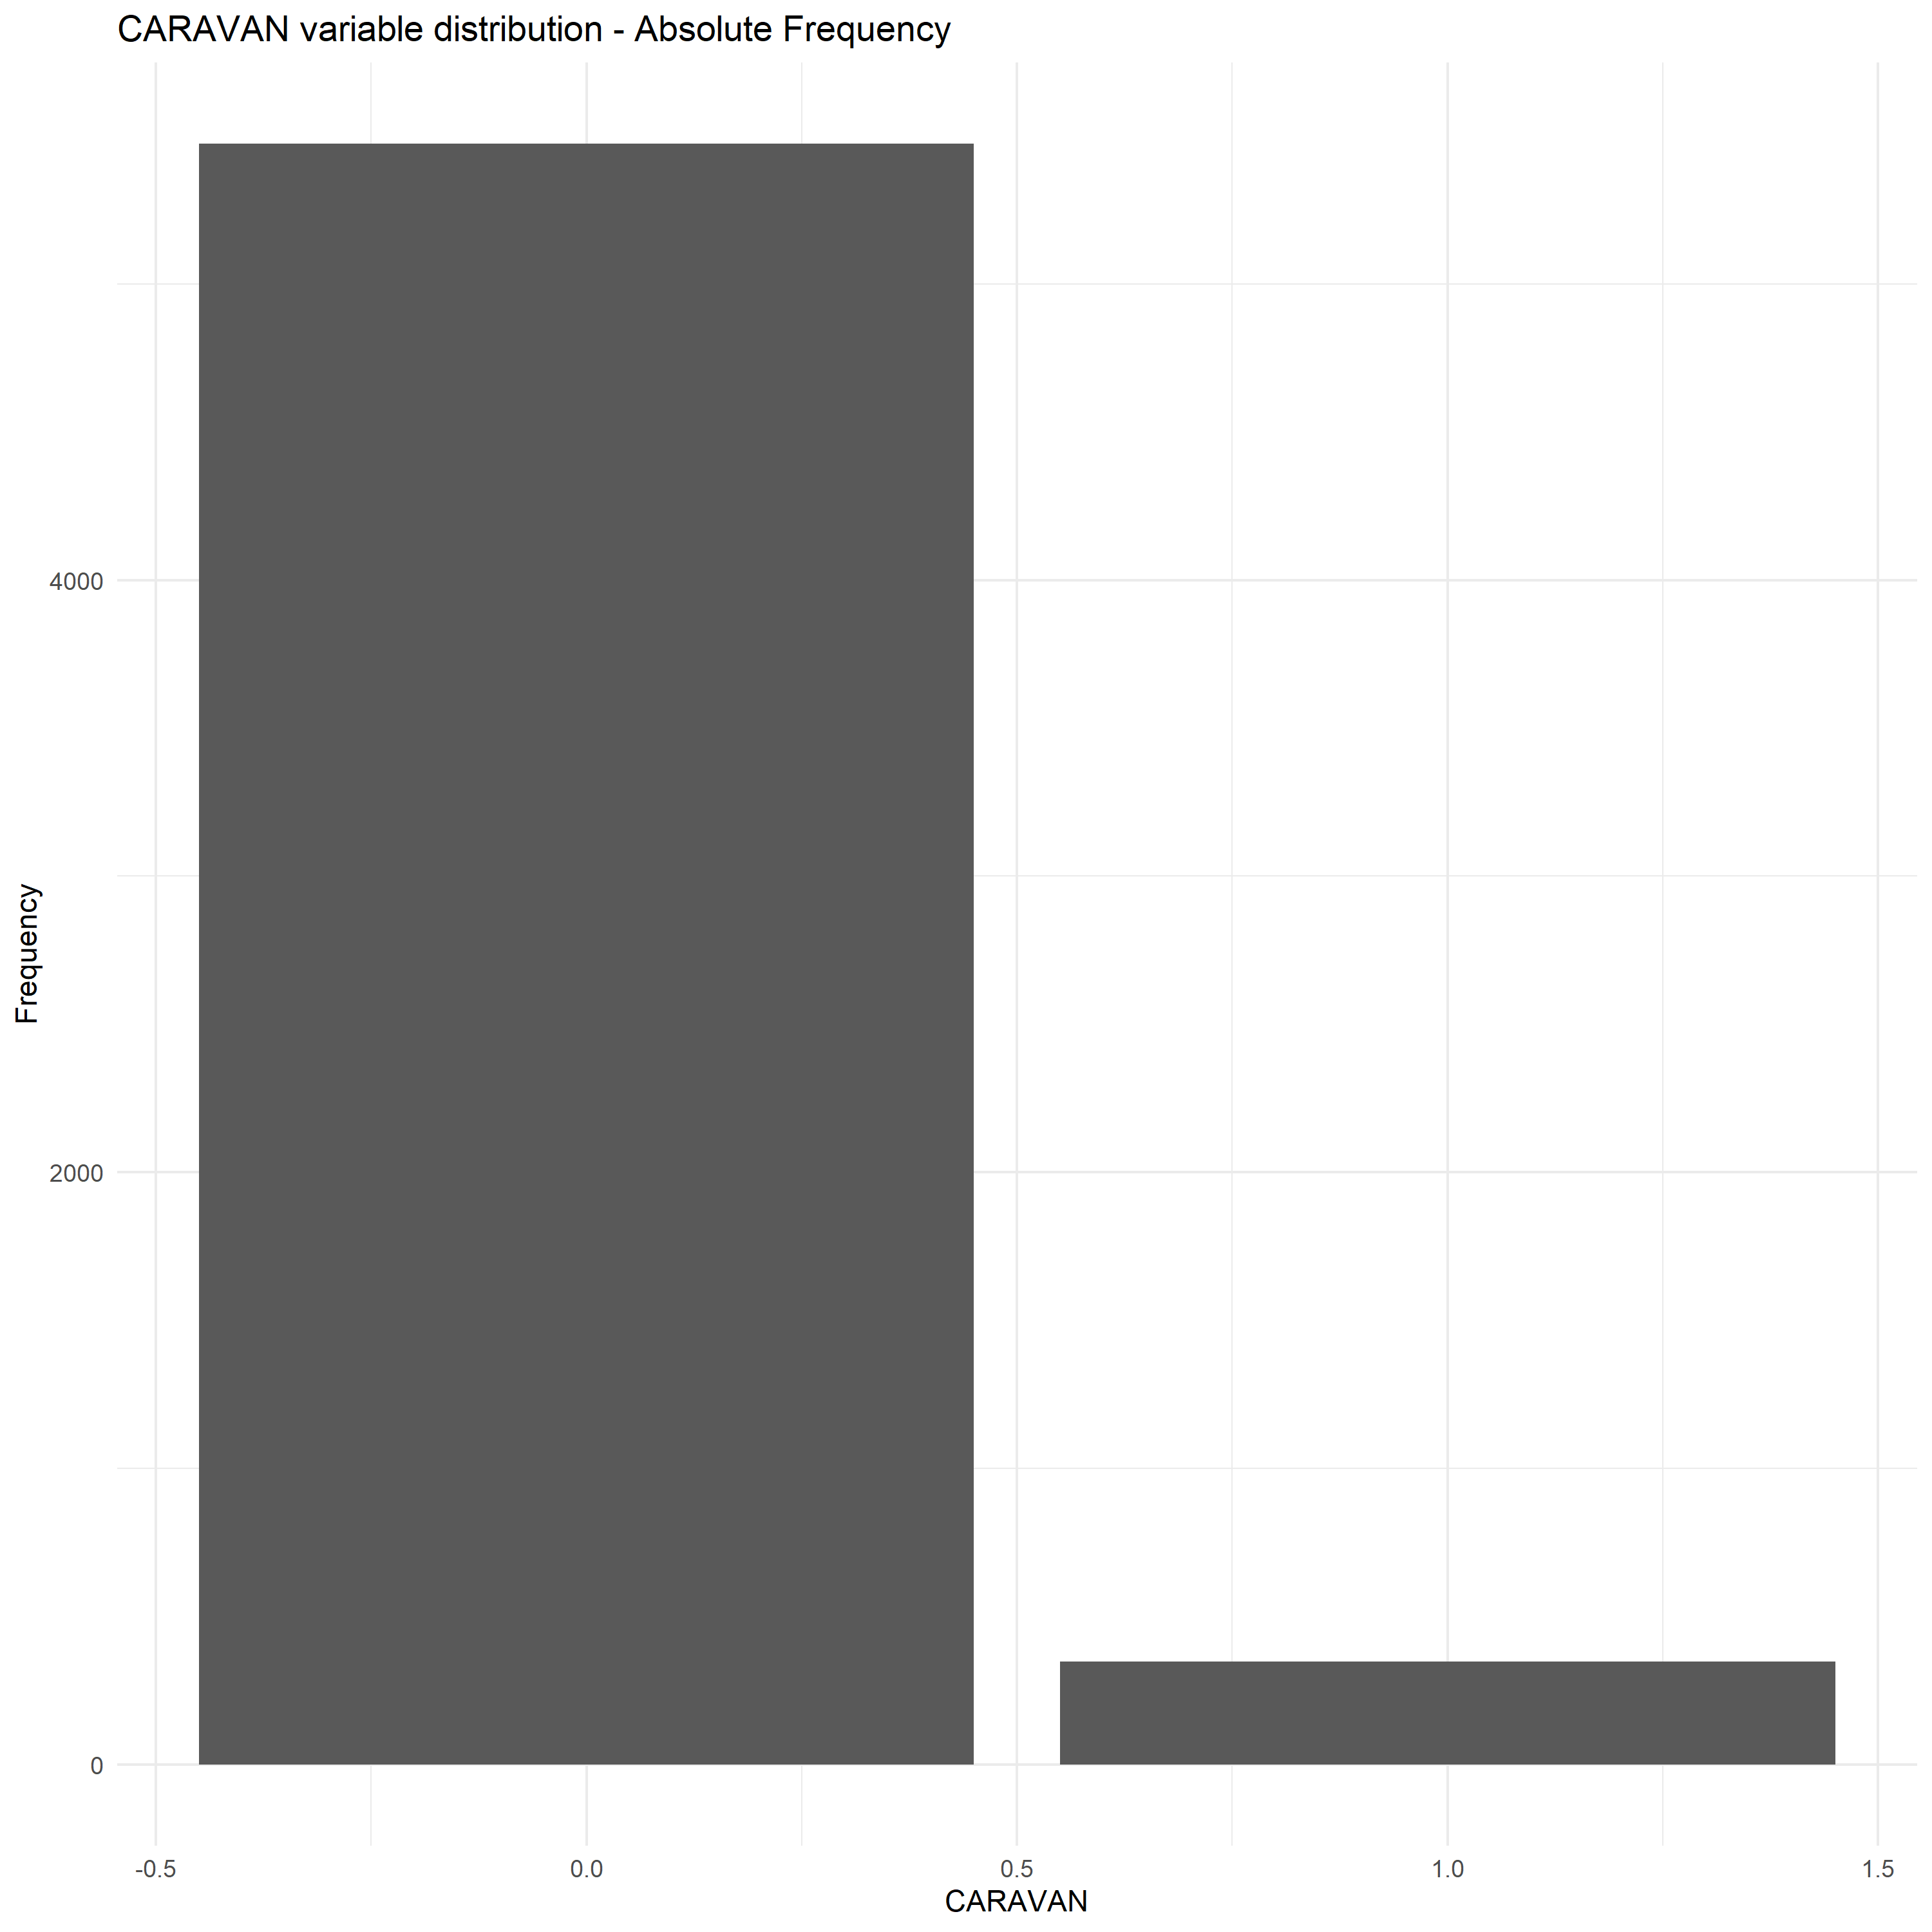 CARAVAN variable distribution - Absolute Frequency
Frequency
4000
2000
0
-0.5 0.0 0.5 1.0 1.5
CARAVAN